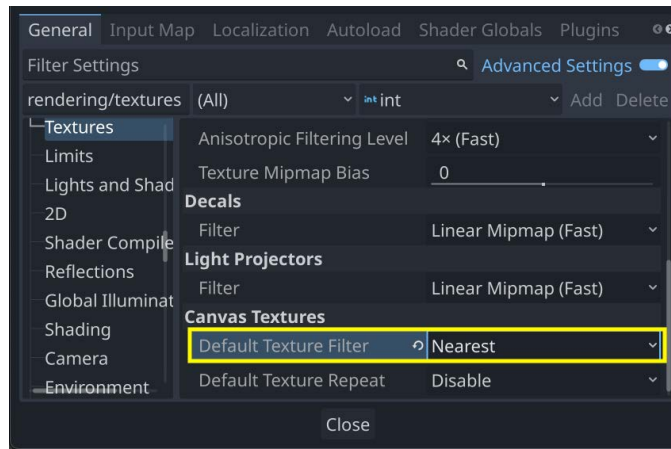 General Input Map Localization Autoload Shader Globals Plugins
Filter Settings Advanced Settings
rendering/textures (All) int int Add Delete
Textures
Anisotropic Filtering Level 4× (Fast)
Limits
Texture Mipmap Bias 0
Lights and Shad
Decals
2D
Filter Linear Mipmap (Fast)
Shader Compile
Light Projectors
Reflections
Filter Linear Mipmap (Fast)
Global Illuminat
Canvas Textures
Shading
Default Texture Filter Nearest
Camera
Default Texture Repeat Disable
Environment
Close